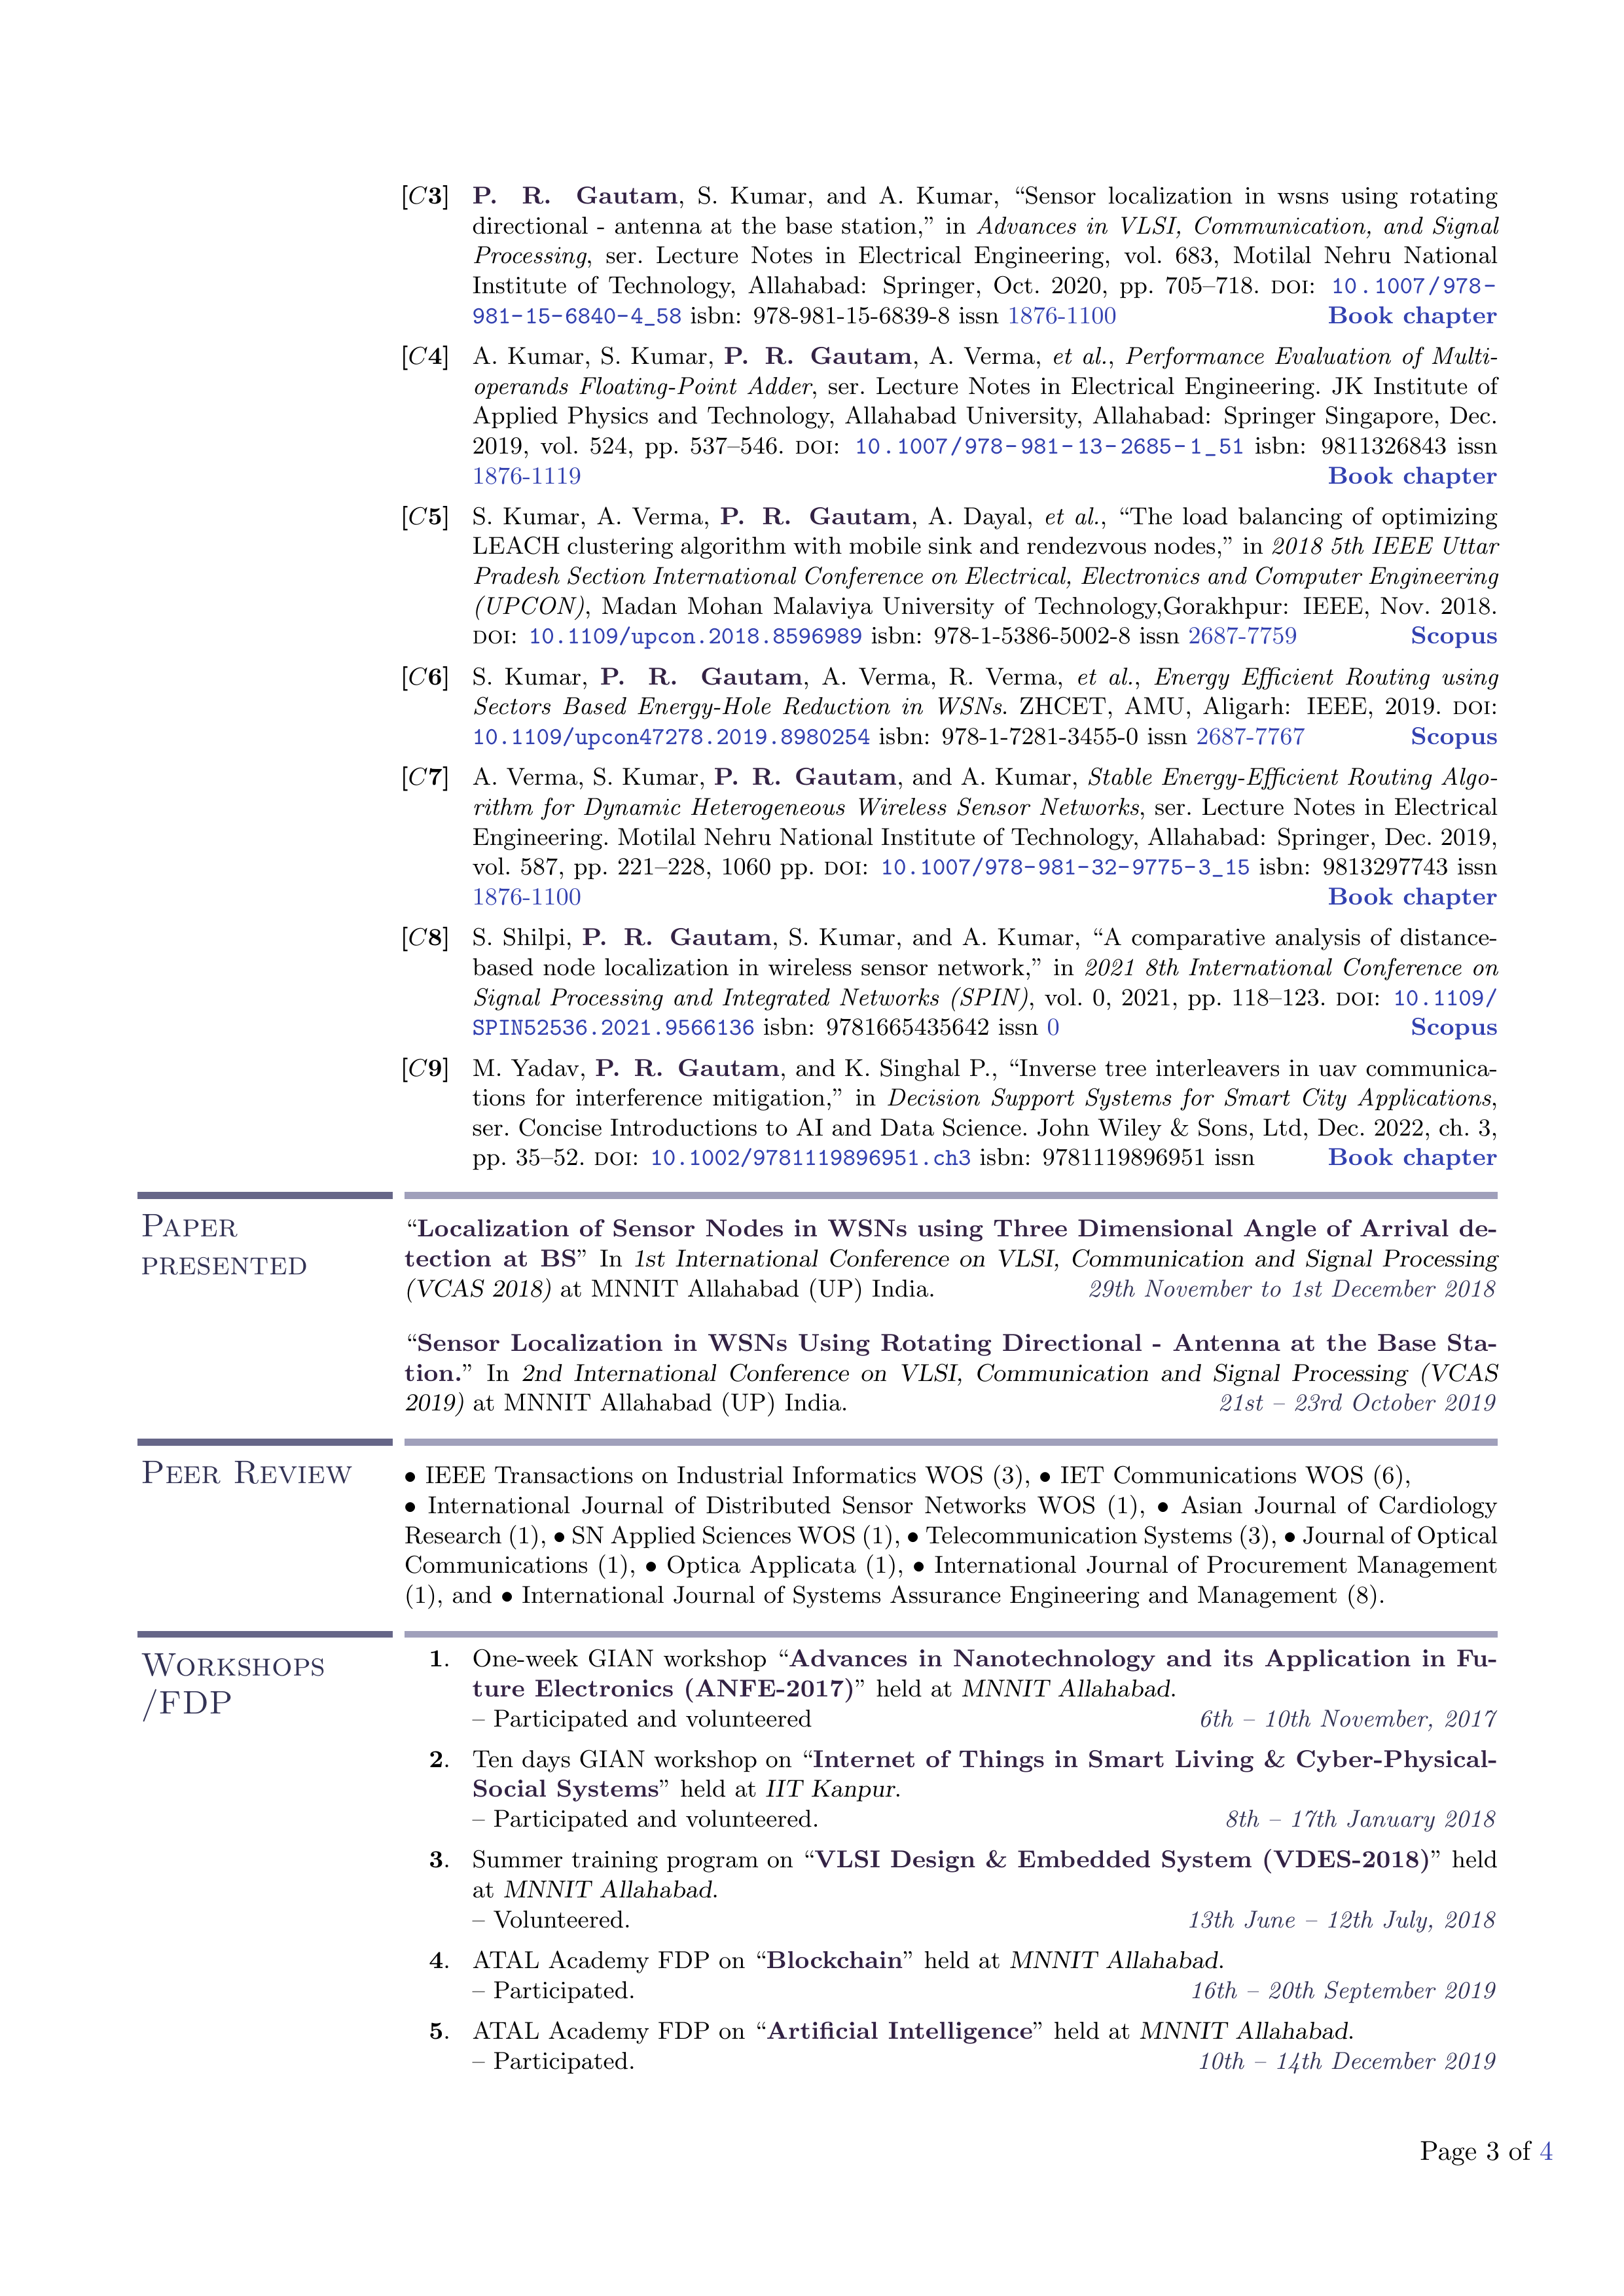 [C3] P. R. Gautam, S. Kumar, and A. Kumar, “Sensor localization in wsns using rotating
directional - antenna at the base station,” in Advances in VLSI, Communication, and Signal
Processing, ser. Lecture Notes in Electrical Engineering, vol. 683, Motilal Nehru National
Institute of Technology, Allahabad: Springer, Oct. 2020, pp. 705–718. DOI: 10.1007/978-
981-15-6840-4_58 isbn: 978-981-15-6839-8 issn 1876-1100 Book chapter
[C4] A. Kumar, S. Kumar, P. R. Gautam, A. Verma, et al., Performance Evaluation of Multi-
operands Floating-Point Adder, ser. Lecture Notes in Electrical Engineering. JK Institute of
Applied Physics and Technology, Allahabad University, Allahabad: Springer Singapore, Dec.
2019, vol. 524, pp. 537–546. DOI: 10.1007/978-981-13-2685-1_51 isbn: 9811326843 issn
1876-1119 Book chapter
[C5] S. Kumar, A. Verma, P. R. Gautam, A. Dayal, et al., “The load balancing of optimizing
LEACH clustering algorithm with mobile sink and rendezvous nodes,” in 2018 5th IEEE Uttar
Pradesh Section International Conference on Electrical, Electronics and Computer Engineering
(UPCON), Madan Mohan Malaviya University of Technology,Gorakhpur: IEEE, Nov. 2018.
DOI: 10.1109/upcon.2018.8596989 isbn: 978-1-5386-5002-8 issn 2687-7759 Scopus
[C6] S. Kumar, P. R. Gautam, A. Verma, R. Verma, et al., Energy Efficient Routing using
Sectors Based Energy-Hole Reduction in WSNs. ZHCET, AMU, Aligarh: IEEE, 2019. DOI:
10.1109/upcon47278.2019.8980254 isbn: 978-1-7281-3455-0 issn 2687-7767 Scopus
[C7] A. Verma, S. Kumar, P. R. Gautam, and A. Kumar, Stable Energy-Efficient Routing Algo-
rithm for Dynamic Heterogeneous Wireless Sensor Networks, ser. Lecture Notes in Electrical
Engineering. Motilal Nehru National Institute of Technology, Allahabad: Springer, Dec. 2019,
vol. 587, pp. 221–228, 1060 pp. DOI: 10.1007/978-981-32-9775-3_15 isbn: 9813297743 issn
1876-1100 Book chapter
[C8] S. Shilpi, P. R. Gautam, S. Kumar, and A. Kumar, “A comparative analysis of distance-
based node localization in wireless sensor network,” in 2021 8th International Conference on
Signal Processing and Integrated Networks (SPIN), vol. 0, 2021, pp. 118–123. DOI: 10.1109/
SPIN52536.2021.9566136 isbn: 9781665435642 issn 0 Scopus
[C9] M. Yadav, P. R. Gautam, and K. Singhal P., “Inverse tree interleavers in uav communica-
tions for interference mitigation,” in Decision Support Systems for Smart City Applications,
ser. Concise Introductions to AI and Data Science. John Wiley & Sons, Ltd, Dec. 2022, ch. 3,
pp. 35–52. DOI: 10.1002/9781119896951.ch3 isbn: 9781119896951 issn Book chapter
PAPER
PRESENTED
“Localization of Sensor Nodes in WSNs using Three Dimensional Angle of Arrival de-
tection at BS” In 1st International Conference on VLSI, Communication and Signal Processing
(VCAS 2018) at MNNIT Allahabad (UP) India. 29th November to 1st December 2018
“Sensor Localization in WSNs Using Rotating Directional - Antenna at the Base Sta-
tion.” In 2nd International Conference on VLSI, Communication and Signal Processing (VCAS
2019) at MNNIT Allahabad (UP) India. 21st – 23rd October 2019
PEER REVIEW
• IEEE Transactions on Industrial Informatics WOS (3), • IET Communications WOS (6),
• International Journal of Distributed Sensor Networks WOS (1), • Asian Journal of Cardiology
Research (1), • SN Applied Sciences WOS (1), • Telecommunication Systems (3), • Journal of Optical
Communications (1), • Optica Applicata (1), • International Journal of Procurement Management
(1), and • International Journal of Systems Assurance Engineering and Management (8).
WORKSHOPS
/FDP
1. One-week GIAN workshop “Advances in Nanotechnology and its Application in Fu-
ture Electronics (ANFE-2017)” held at MNNIT Allahabad.
– Participated and volunteered 6th – 10th November, 2017
2. Ten days GIAN workshop on “Internet of Things in Smart Living & Cyber-Physical-
Social Systems” held at IIT Kanpur.
– Participated and volunteered. 8th – 17th January 2018
3. Summer training program on “VLSI Design & Embedded System (VDES-2018)” held
at MNNIT Allahabad.
– Volunteered. 13th June – 12th July, 2018
4. ATAL Academy FDP on “Blockchain” held at MNNIT Allahabad.
– Participated. 16th – 20th September 2019
5. ATAL Academy FDP on “Artificial Intelligence” held at MNNIT Allahabad.
– Participated. 10th – 14th December 2019
Page 3 of 4